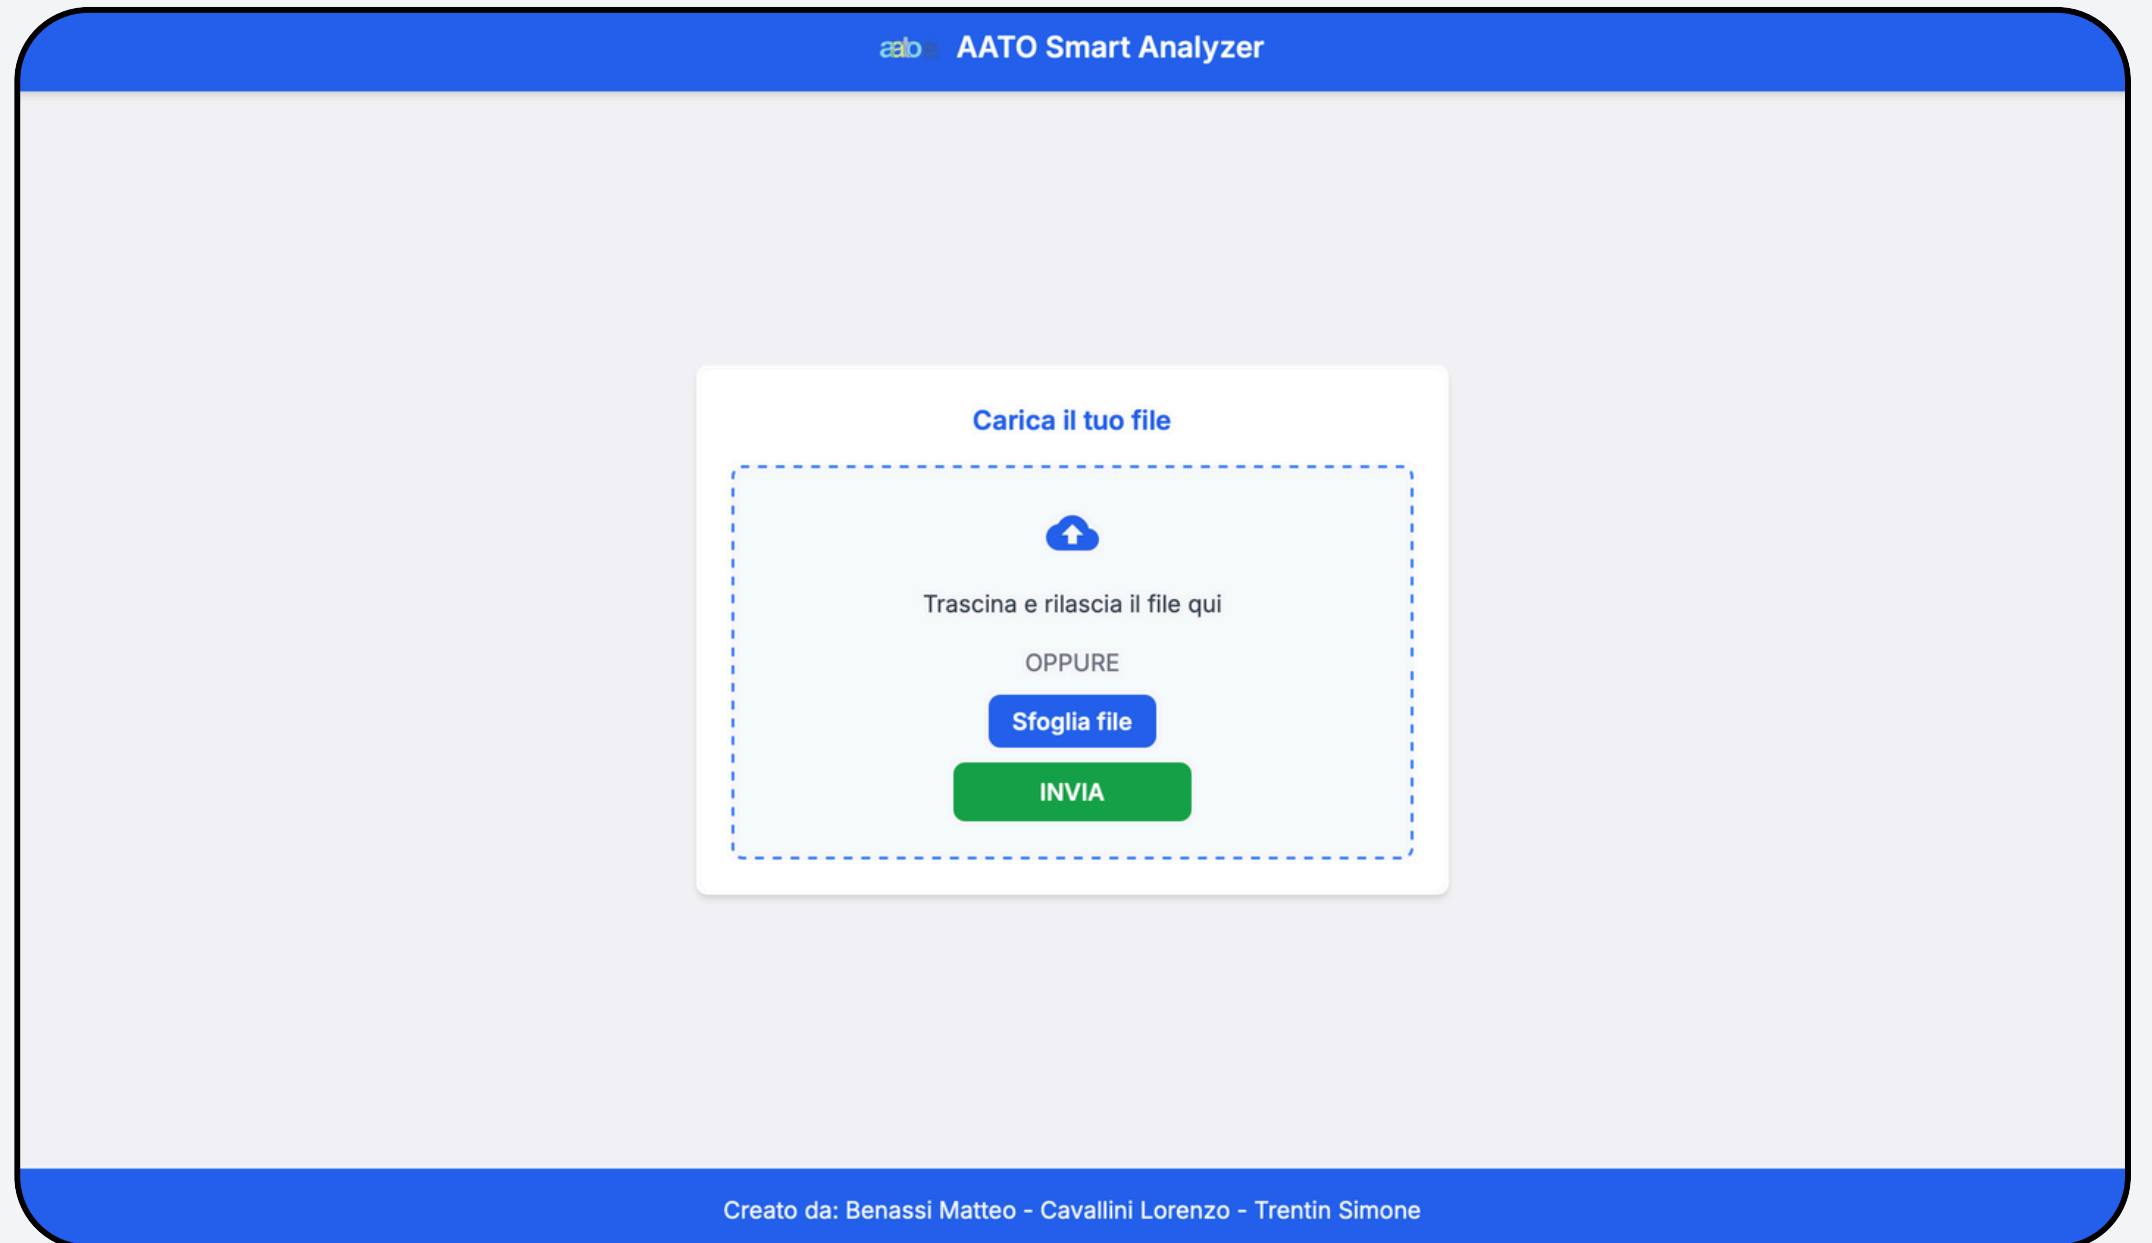 aato AATO Smart Analyzer
Carica il tuo file
Trascina e rilascia il file qui
OPPURE
Sfoglia file
INVIA
Creato da: Benassi Matteo - Cavallini Lorenzo - Trentin Simone